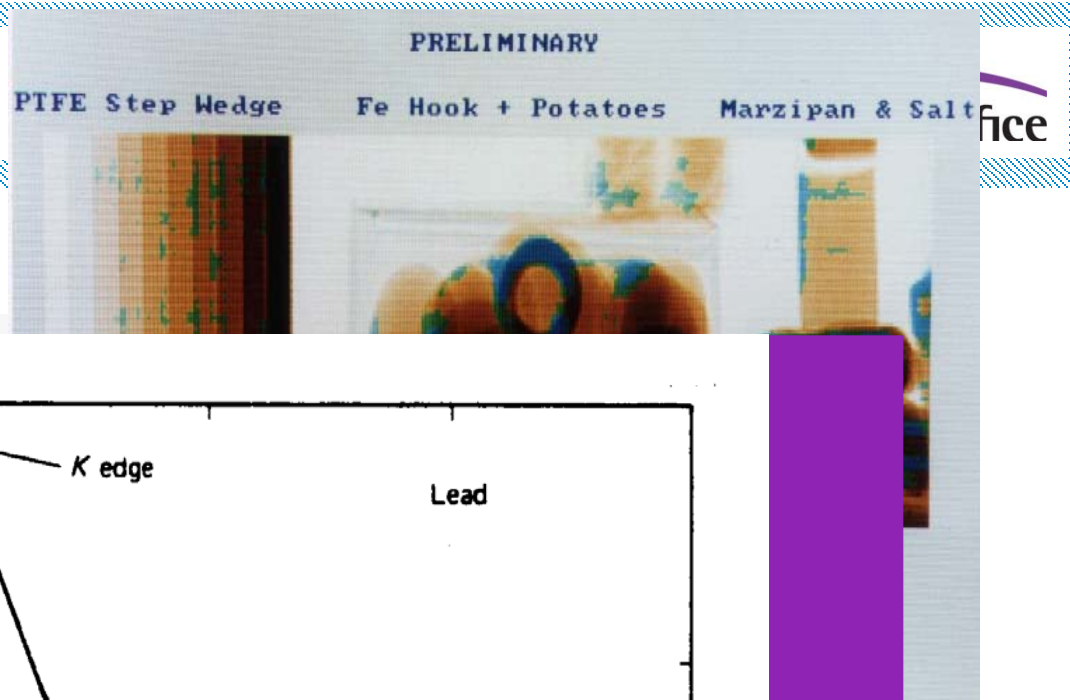 PRELIMINARY
PTFE Step Wedge Fe Hook + Potatoes Marzipan & Salt
fice
K edge
Lead